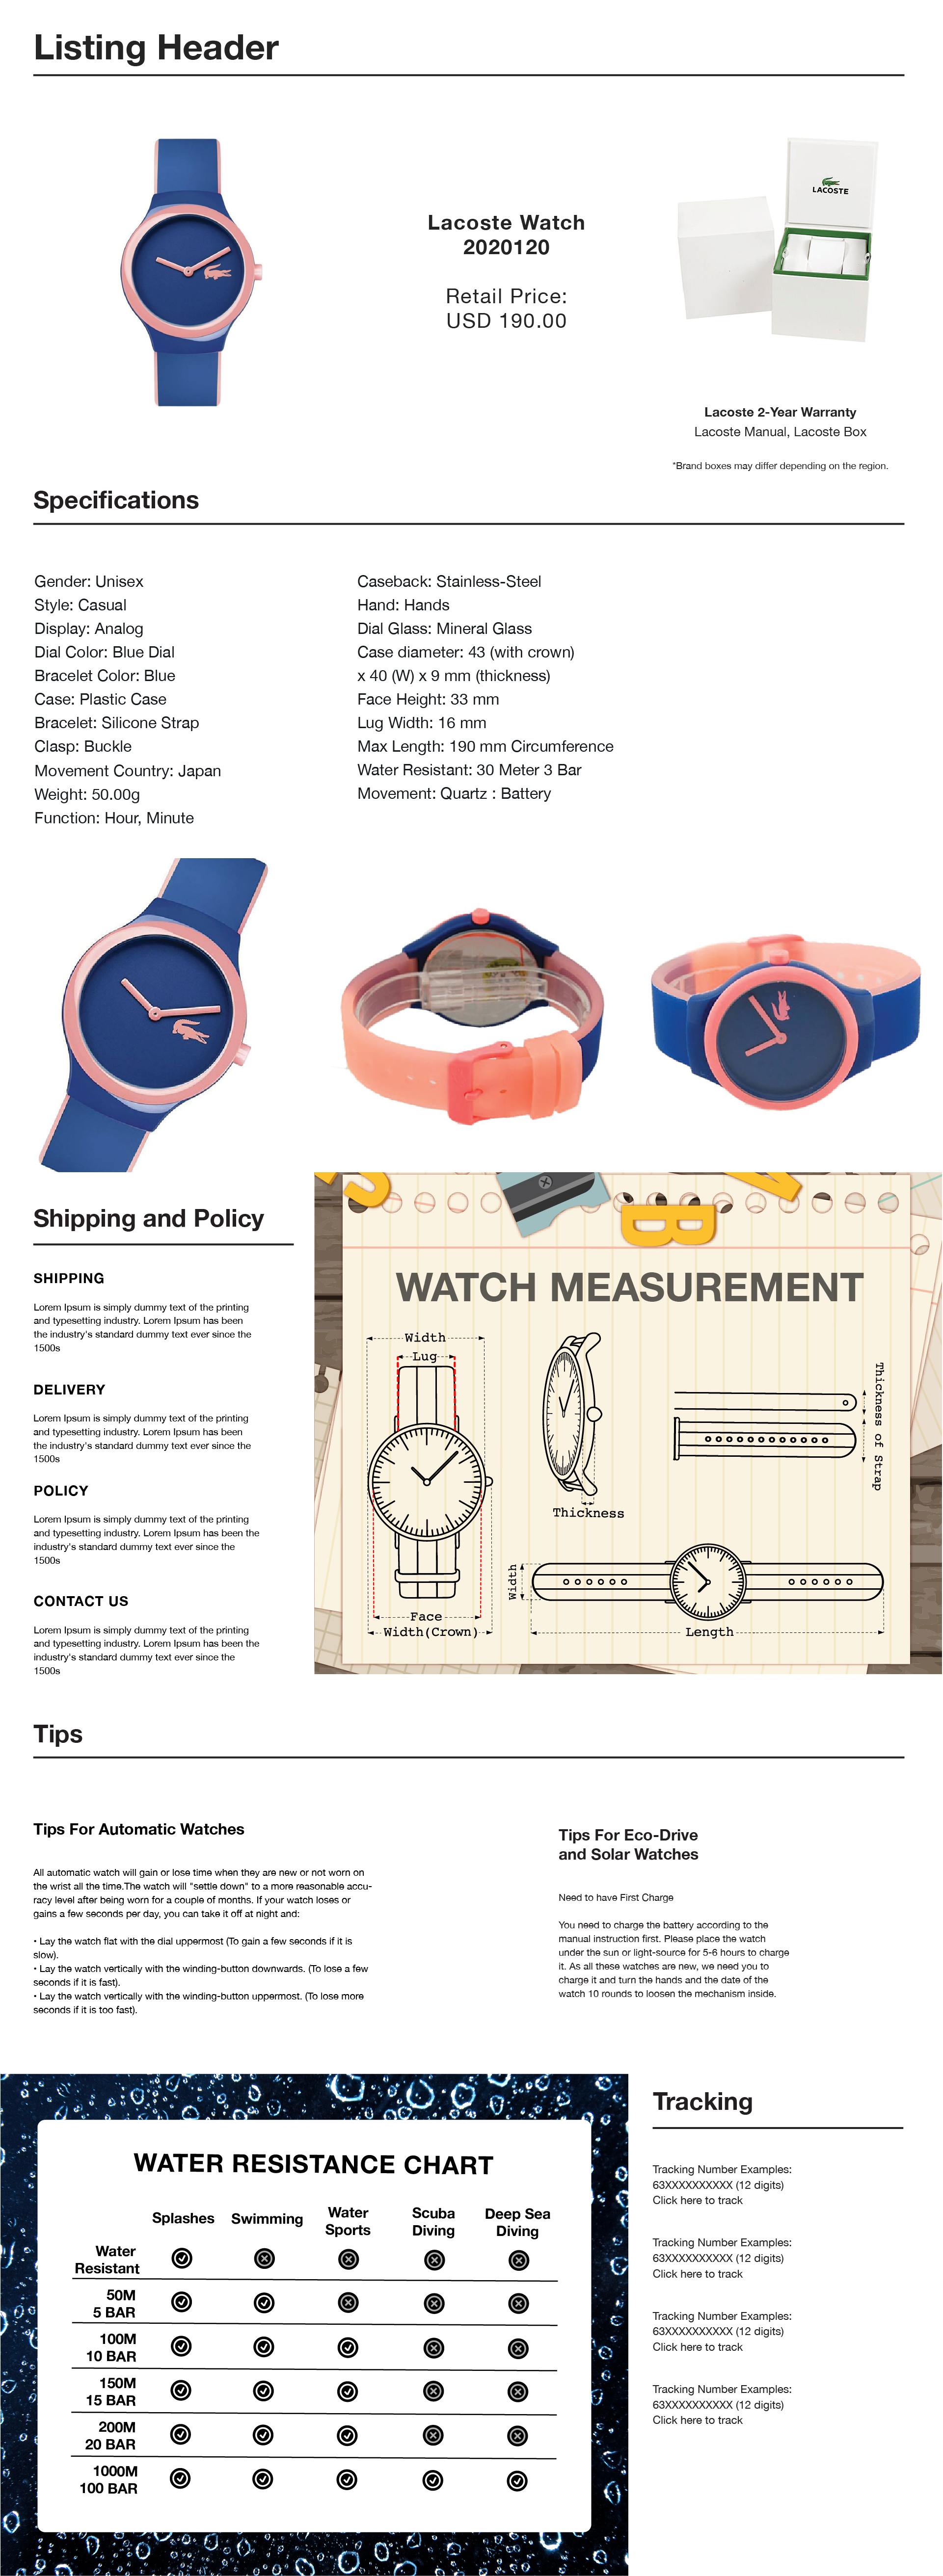 Listing Header
LACOSTE
Lacoste Watch
2020120
Retail Price:
USD 190.00
Lacoste 2-Year Warranty
Lacoste Manual, Lacoste Box
*Brand boxes may differ depending on the region.
Specifications
Gender: Unisex
Style: Casual
Display: Analog
Dial Color: Blue Dial
Bracelet Color: Blue
Case: Plastic Case
Bracelet: Silicone Strap
Clasp: Buckle
Movement Country: Japan
Weight: 50.00g
Function: Hour, Minute
Caseback: Stainless-Steel
Hand: Hands
Dial Glass: Mineral Glass
Case diameter: 43 (with crown)
x 40 (W) x 9 mm (thickness)
Face Height: 33 mm
Lug Width: 16 mm
Max Length: 190 mm Circumference
Water Resistant: 30 Meter 3 Bar
Movement: Quartz : Battery
Shipping and Policy
SHIPPING
Lorem Ipsum is simply dummy text of the printing
and typesetting industry. Lorem Ipsum has been
the industry's standard dummy text ever since the
1500s
DELIVERY
Lorem Ipsum is simply dummy text of the printing
and typesetting industry. Lorem Ipsum has been
the industry's standard dummy text ever since the
1500s
POLICY
Lorem Ipsum is simply dummy text of the printing
and typesetting industry. Lorem Ipsum has been the
industry's standard dummy text ever since the
1500s
CONTACT US
Lorem Ipsum is simply dummy text of the printing
and typesetting industry. Lorem Ipsum has been the
industry's standard dummy text ever since the
1500s
B
WATCH MEASUREMENT
Width
Lug
Thickness
Thickness of Strap
Face
Width(Crown)
Width
Length
Tips
Tips For Automatic Watches
All automatic watch will gain or lose time when they are new or not worn on
the wrist all the time.The watch will "settle down" to a more reasonable accu-
racy level after being worn for a couple of months. If your watch loses or
gains a few seconds per day, you can take it off at night and:
• Lay the watch flat with the dial uppermost (To gain a few seconds if it is
slow).
• Lay the watch vertically with the winding-button downwards. (To lose a few
seconds if it is fast).
• Lay the watch vertically with the winding-button uppermost. (To lose more
seconds if it is too fast).
Tips For Eco-Drive
and Solar Watches
Need to have First Charge
You need to charge the battery according to the
manual instruction first. Please place the watch
under the sun or light-source for 5-6 hours to charge
it. As all these watches are new, we need you to
charge it and turn the hands and the date of the
watch 10 rounds to loosen the mechanism inside.
WATER RESISTANCE CHART
Splashes Swimming Water Sports Scuba Diving Deep Sea Diving
Water
Resistant
50M
5 BAR
100M
10 BAR
150M
15 BAR
200M
20 BAR
1000M
100 BAR
Tracking
Tracking Number Examples:
63XXXXXXXXXX (12 digits)
Click here to track
Tracking Number Examples:
63XXXXXXXXXX (12 digits)
Click here to track
Tracking Number Examples:
63XXXXXXXXXX (12 digits)
Click here to track
Tracking Number Examples:
63XXXXXXXXXX (12 digits)
Click here to track